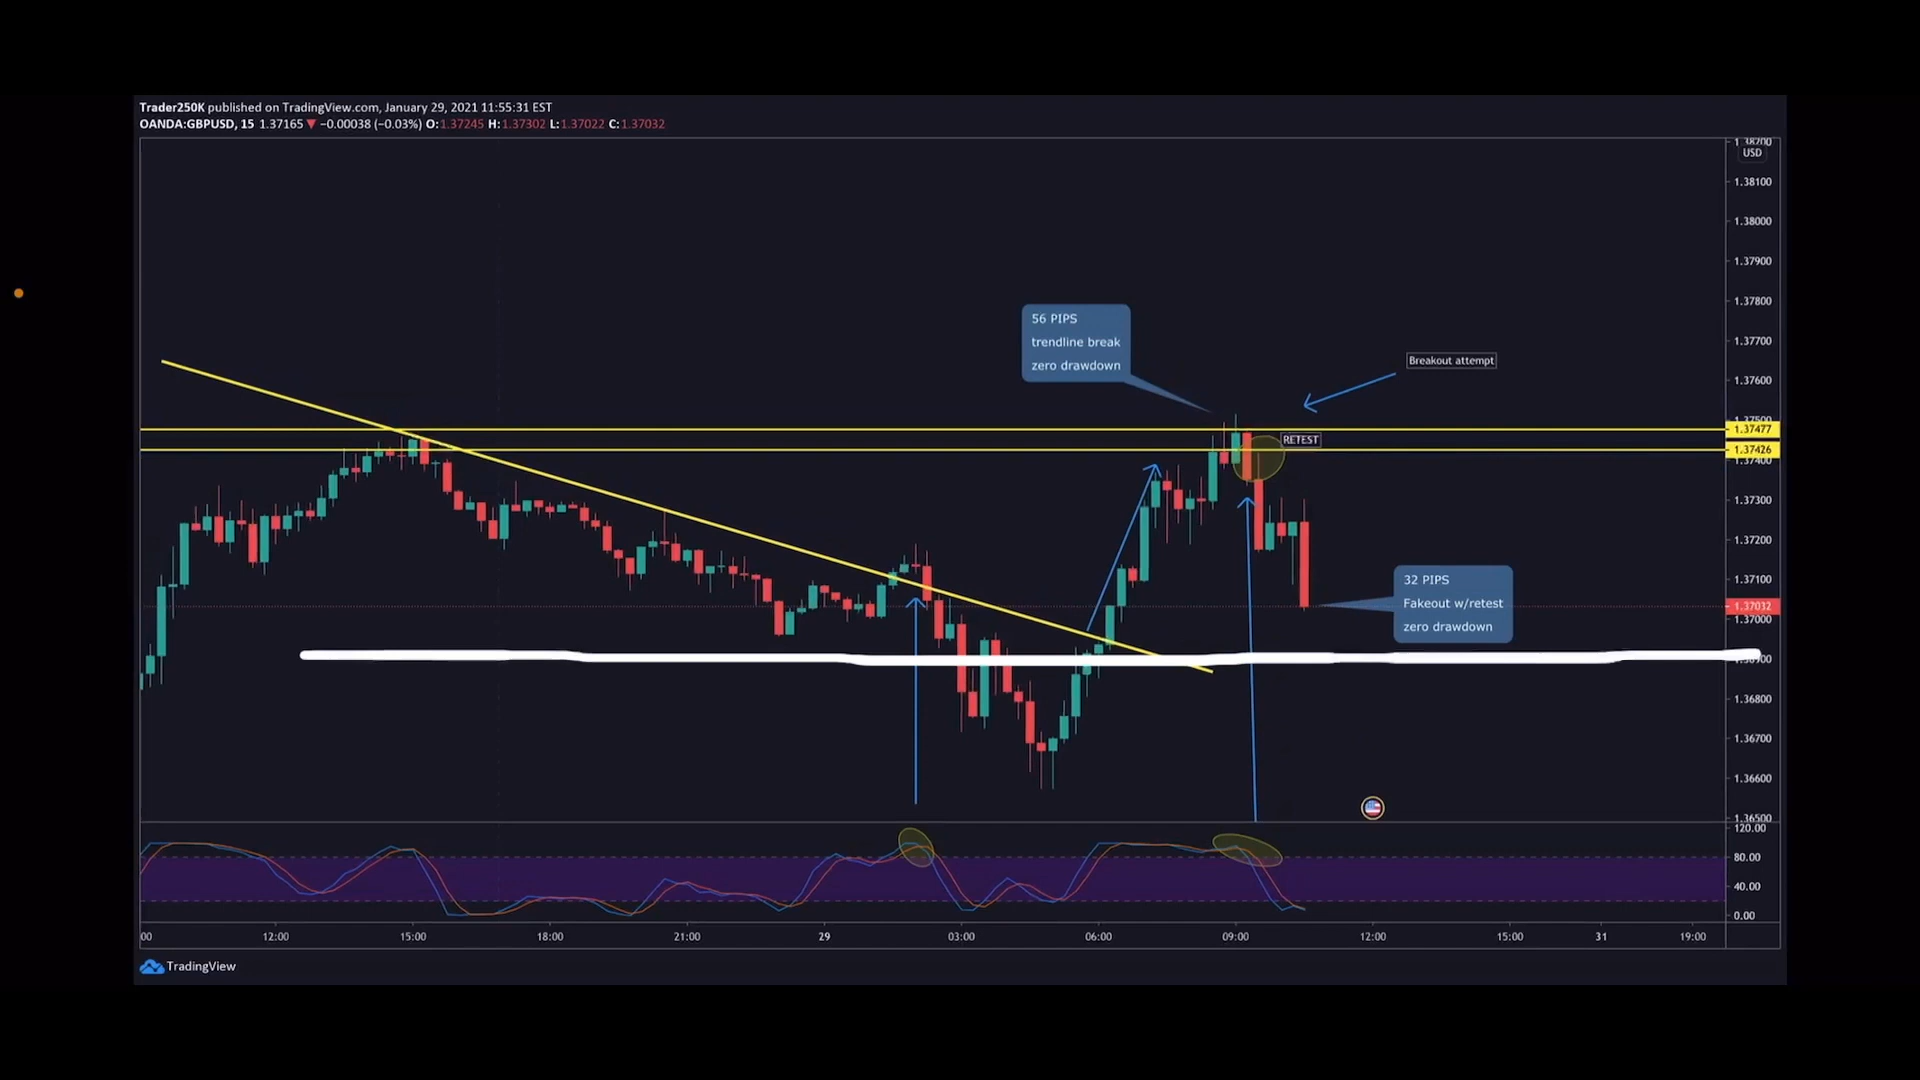 Trader250K published on TradingView.com, January 29, 2021 11:55:31 EST
OANDA:GBPUSD, 15 1.37165 ▼ −0.00038 (−0.03%) O:1.37245 H:1.37302 L:1.37022 C:1.37032
USD
1.38100
1.38000
1.37900
1.37800
56 PIPS
trendline break
zero drawdown
1.37700
Breakout attempt
1.37600
1.37500
1.37477
RETEST
1.37426
1.37400
1.37300
1.37200
1.37100
32 PIPS
Fakeout w/retest
zero drawdown
1.37032
1.37000
1.36800
1.36700
1.36600
1.36500
120.00
80.00
40.00
0.00
00 12:00 15:00 18:00 21:00 29 03:00 06:00 09:00 12:00 15:00 31 19:00
TradingView